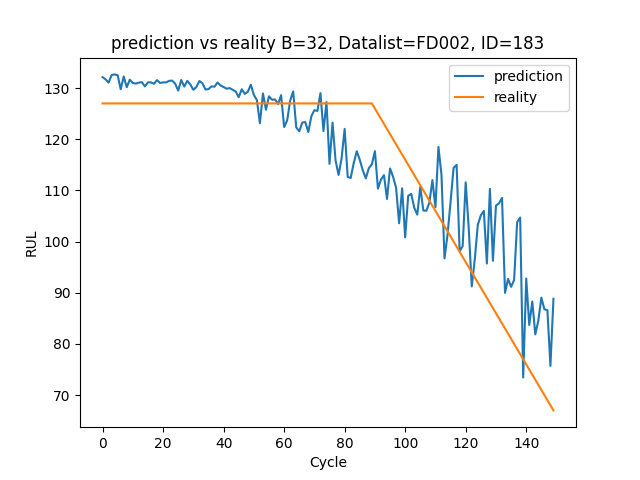 prediction vs reality B=32, Datalist=FD002, ID=183
prediction
reality
RUL
130
120
110
100
90
80
70
0 20 40 60 80 100 120 140
Cycle